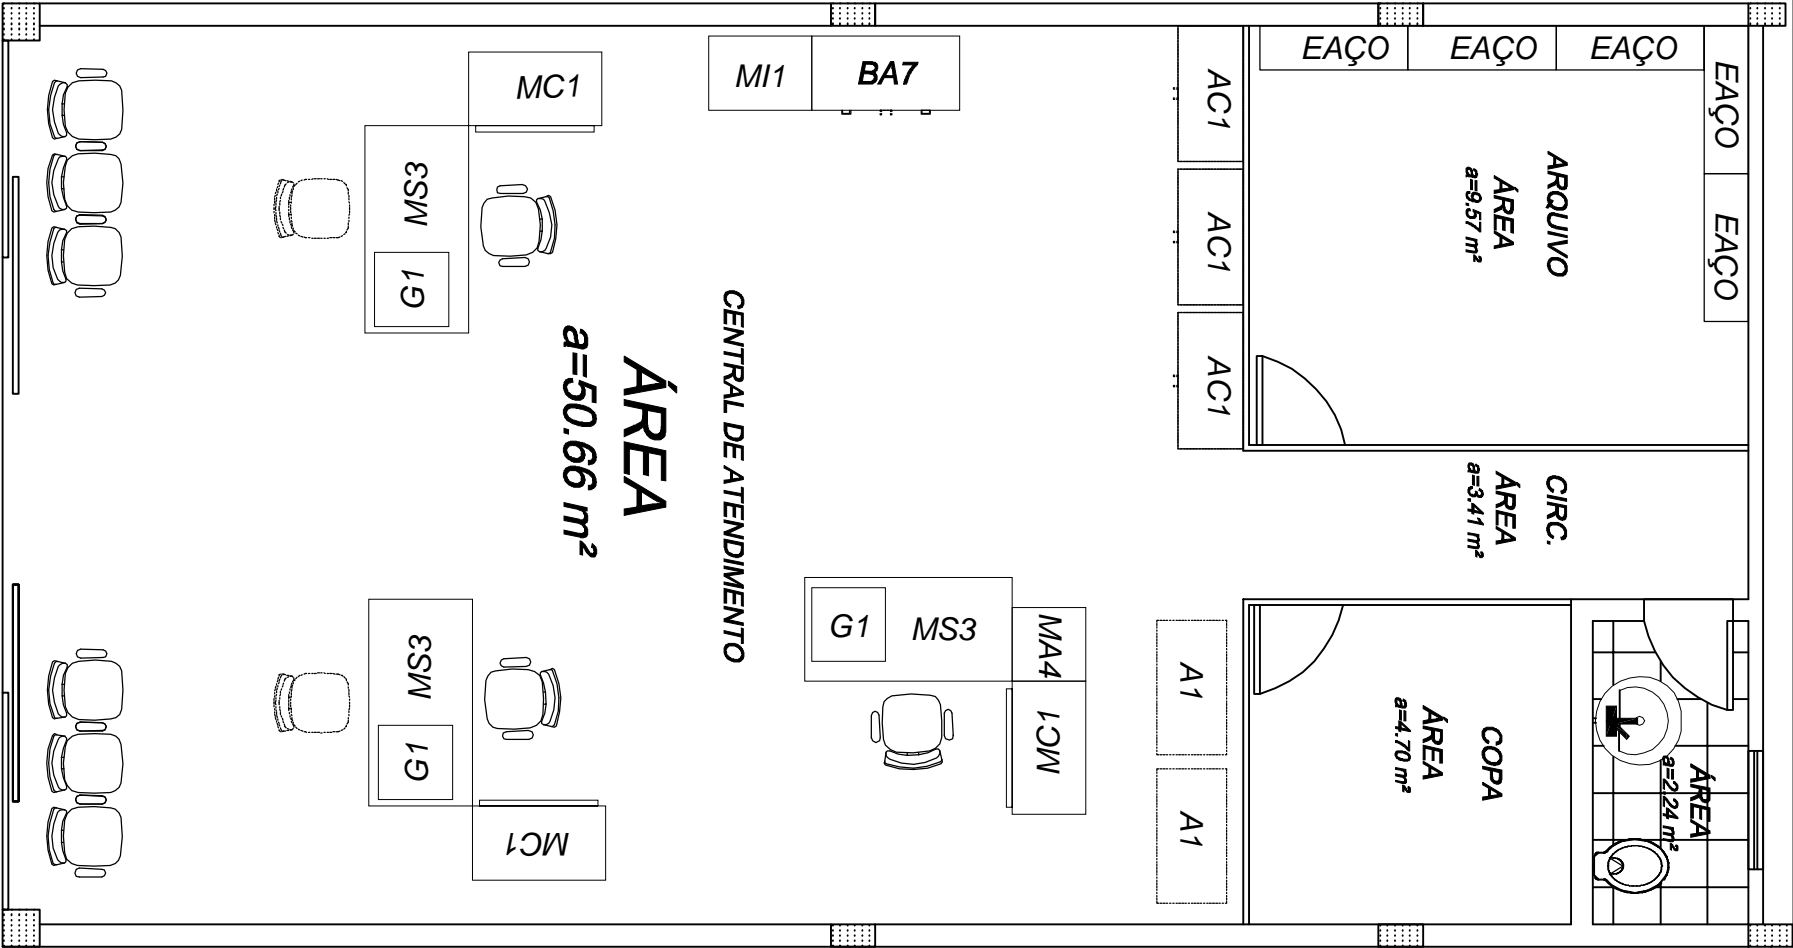 MC1
MS3
G1
MI1
BA7
AC1
AC1
AC1
EAÇO
EAÇO
EAÇO
EAÇO
EAÇO
ARQUIVO
ÁREA
a=9.57 m²
CENTRAL DE ATENDIMENTO
ÁREA
a=50.66 m²
CIRC.
ÁREA
a=3.41 m²
MS3
G1
MC1
G1
MS3
MA4
MC1
A1
A1
COPA
ÁREA
a=4.70 m²
ÁREA
a=2.24 m²